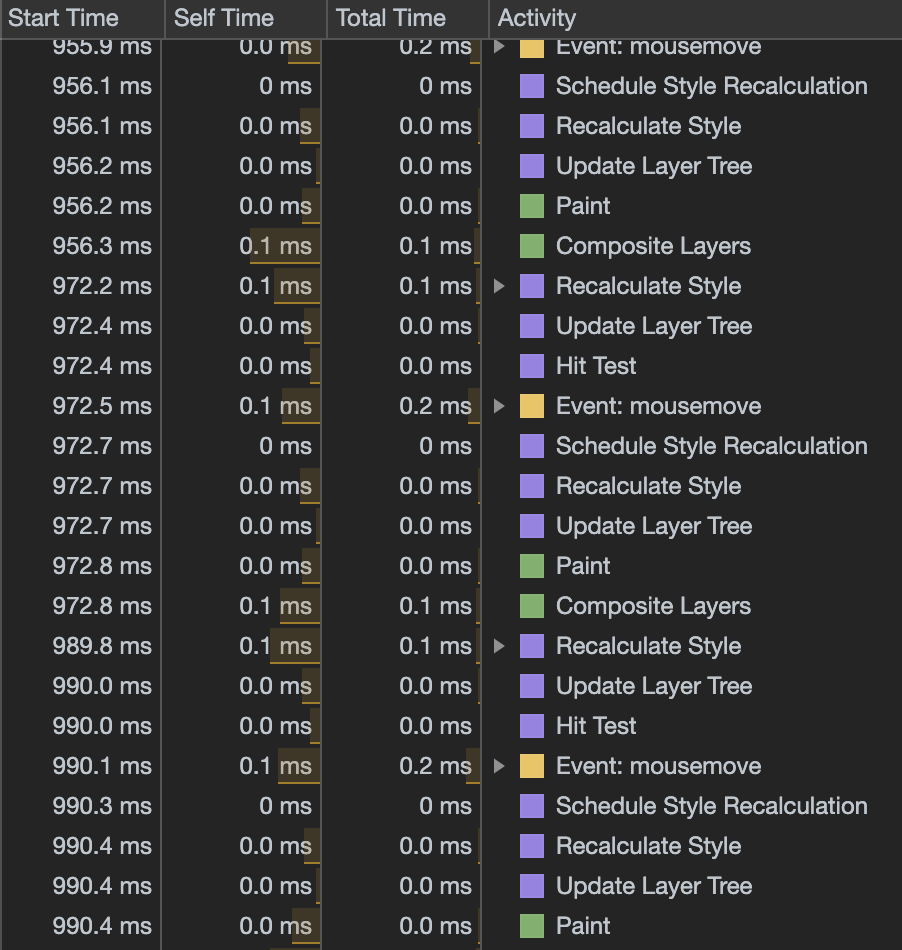 Start Time Self Time Total Time Activity
955.9 ms 0.0 ms 0.2 ms Event: mousemove
956.1 ms 0 ms 0 ms Schedule Style Recalculation
956.1 ms 0.0 ms 0.0 ms Recalculate Style
956.2 ms 0.0 ms 0.0 ms Update Layer Tree
956.2 ms 0.0 ms 0.0 ms Paint
956.3 ms 0.1 ms 0.1 ms Composite Layers
972.2 ms 0.1 ms 0.1 ms Recalculate Style
972.4 ms 0.0 ms 0.0 ms Update Layer Tree
972.4 ms 0.0 ms 0.0 ms Hit Test
972.5 ms 0.1 ms 0.2 ms Event: mousemove
972.7 ms 0 ms 0 ms Schedule Style Recalculation
972.7 ms 0.0 ms 0.0 ms Recalculate Style
972.7 ms 0.0 ms 0.0 ms Update Layer Tree
972.8 ms 0.0 ms 0.0 ms Paint
972.8 ms 0.1 ms 0.1 ms Composite Layers
989.8 ms 0.1 ms 0.1 ms Recalculate Style
990.0 ms 0.0 ms 0.0 ms Update Layer Tree
990.0 ms 0.0 ms 0.0 ms Hit Test
990.1 ms 0.1 ms 0.2 ms Event: mousemove
990.3 ms 0 ms 0 ms Schedule Style Recalculation
990.4 ms 0.0 ms 0.0 ms Recalculate Style
990.4 ms 0.0 ms 0.0 ms Update Layer Tree
990.4 ms 0.0 ms 0.0 ms Paint